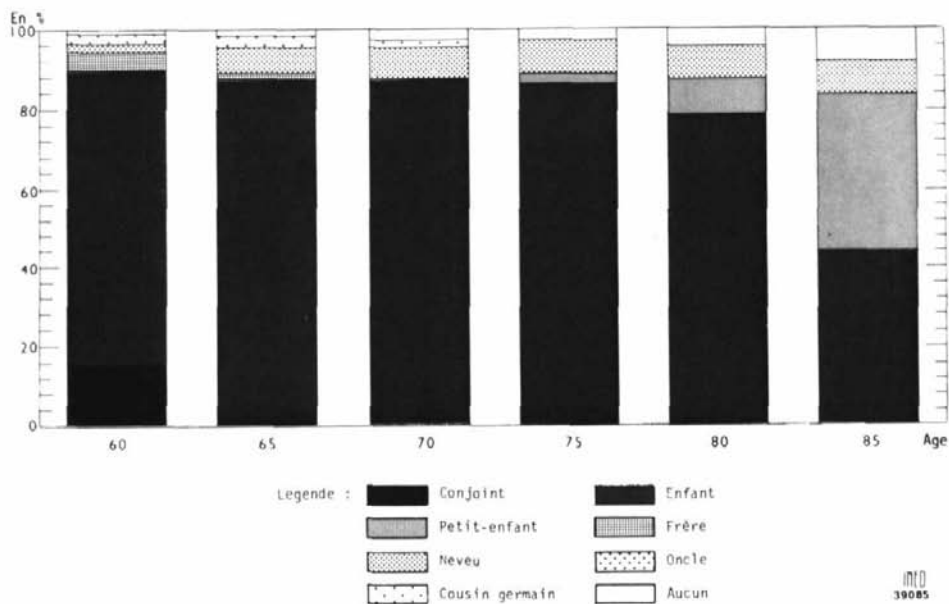 En %
100
80
60
40
20
0
60 65 70 75 80 85 Age
Legende : Conjoint Enfant
Petit-enfant Frère
Neveu Oncle
Cousin germain Aucun
INED
39085